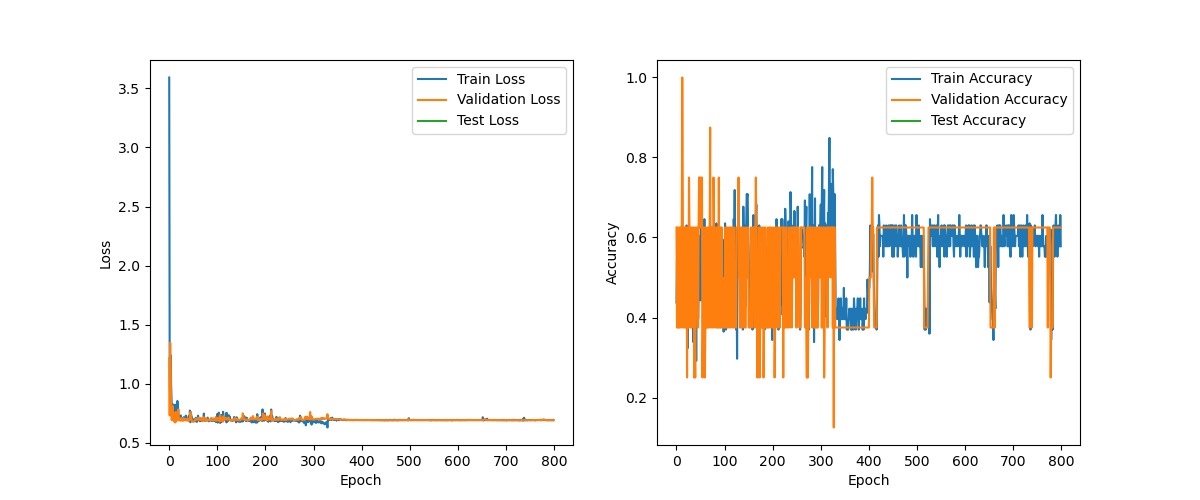 Train Loss
Validation Loss
Test Loss
3.5
3.0
2.5
2.0
1.5
1.0
0.5
Loss
0 100 200 300 400 500 600 700 800
Epoch
Train Accuracy
Validation Accuracy
Test Accuracy
1.0
0.8
0.6
0.4
0.2
Accuracy
0 100 200 300 400 500 600 700 800
Epoch